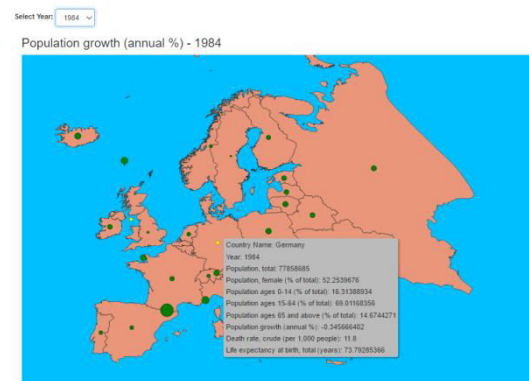 Select Year: 1984
Population growth (annual %) - 1984
Country Name: Germany
Year: 1984
Population, total: 77858685
Population, female (% of total): 52.2539676
Population ages 0-14 (% of total): 16.31388934
Population ages 15-64 (% of total): 69.01168356
Population ages 65 and above (% of total): 14.6744271
Population growth (annual %): -0.345666462
Death rate, crude (per 1,000 people): 11.8
Life expectancy at birth, total (years): 73.79285366